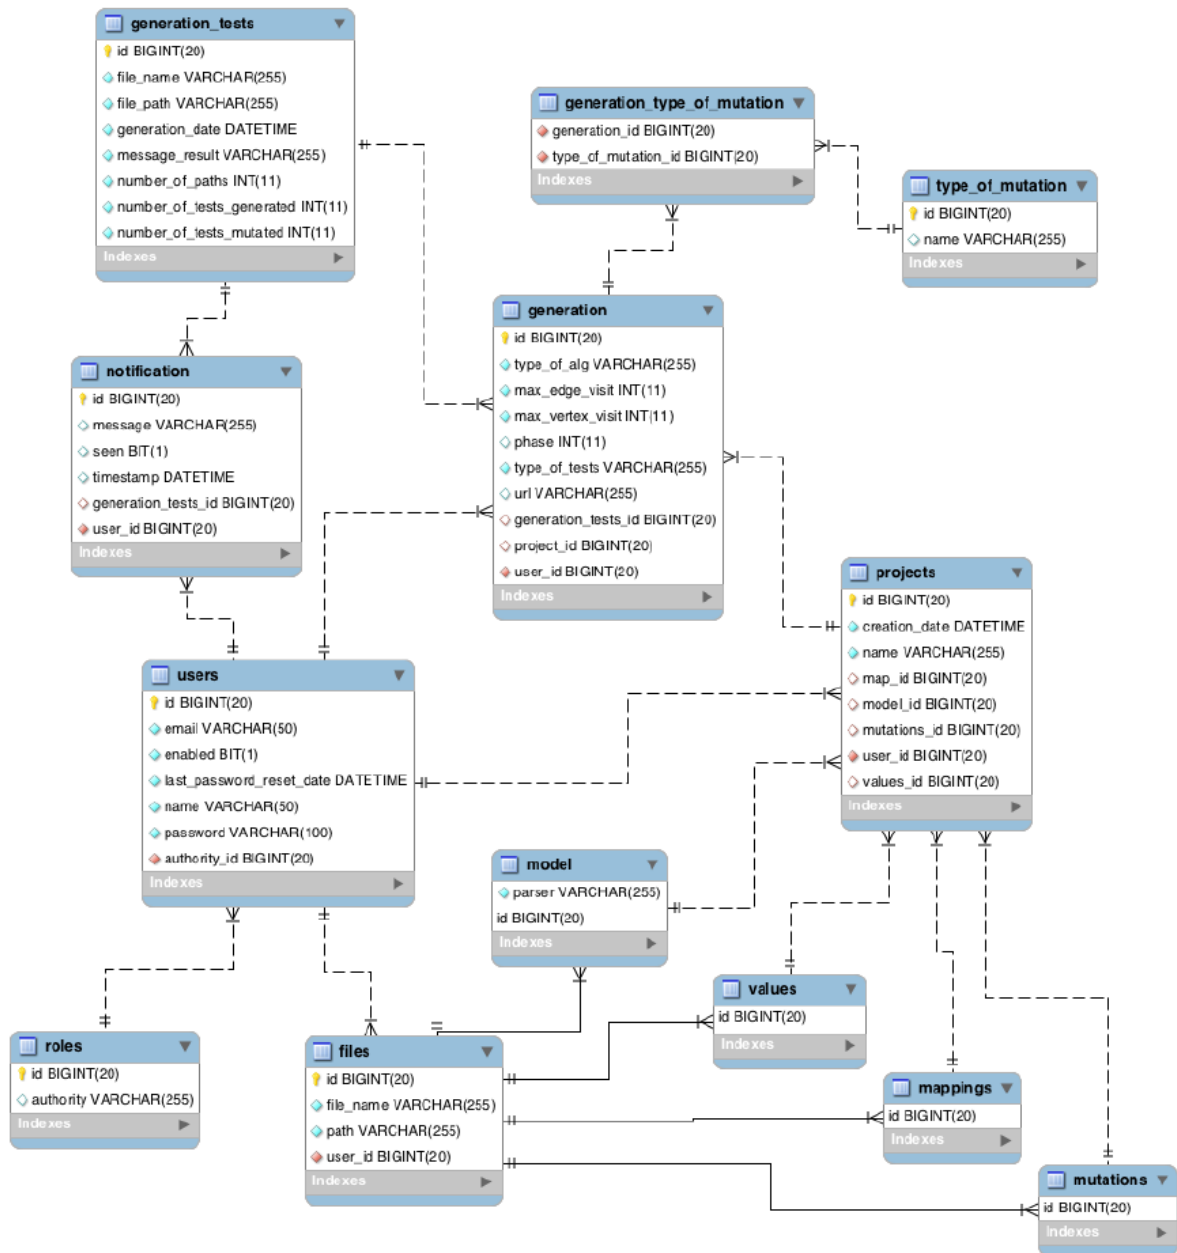 generation_tests
id BIGINT(20)
file_name VARCHAR(255)
file_path VARCHAR(255)
generation_date DATETIME
message_result VARCHAR(255)
number_of_paths INT(11)
number_of_tests_generated INT(11)
number_of_tests_mutated INT(11)
Indexes
generation_type_of_mutation
generation_id BIGINT(20)
type_of_mutation_id BIGINT(20)
Indexes
type_of_mutation
id BIGINT(20)
name VARCHAR(255)
Indexes
generation
id BIGINT(20)
type_of_alg VARCHAR(255)
max_edge_visit INT(11)
max_vertex_visit INT(11)
phase INT(11)
type_of_tests VARCHAR(255)
url VARCHAR(255)
generation_tests_id BIGINT(20)
project_id BIGINT(20)
user_id BIGINT(20)
Indexes
notification
id BIGINT(20)
message VARCHAR(255)
seen BIT(1)
timestamp DATETIME
generation_tests_id BIGINT(20)
user_id BIGINT(20)
Indexes
projects
id BIGINT(20)
creation_date DATETIME
name VARCHAR(255)
map_id BIGINT(20)
model_id BIGINT(20)
mutations_id BIGINT(20)
user_id BIGINT(20)
values_id BIGINT(20)
Indexes
users
id BIGINT(20)
email VARCHAR(50)
enabled BIT(1)
last_password_reset_date DATETIME
name VARCHAR(50)
password VARCHAR(100)
authority_id BIGINT(20)
Indexes
model
parser VARCHAR(255)
id BIGINT(20)
Indexes
values
id BIGINT(20)
Indexes
roles
id BIGINT(20)
authority VARCHAR(255)
Indexes
files
id BIGINT(20)
file_name VARCHAR(255)
path VARCHAR(255)
user_id BIGINT(20)
Indexes
mappings
id BIGINT(20)
Indexes
mutations
id BIGINT(20)
Indexes